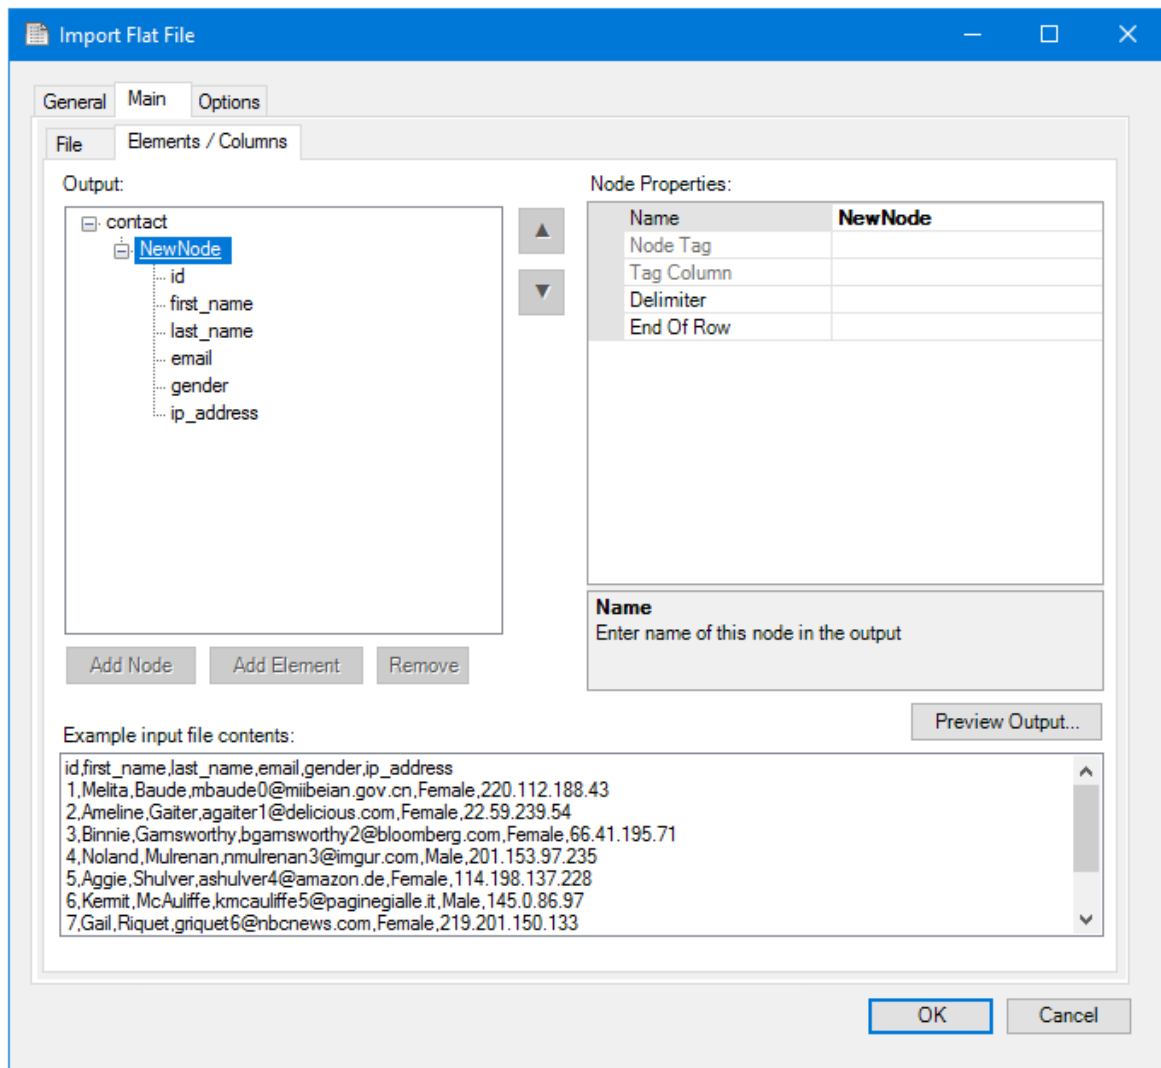 Import Flat File
General Main Options
File Elements / Columns
Output:
contact
NewNode
id
first_name
last_name
email
gender
ip_address
Add Node Add Element Remove
Node Properties:
Name NewNode
Node Tag
Tag Column
Delimiter
End Of Row
Name
Enter name of this node in the output
Preview Output...
Example input file contents:
id,first_name,last_name,email,gender,ip_address
1,Melita,Baude,mbaude0@miibeian.gov.cn,Female,220.112.188.43
2,Ameline,Gaiter,agaiter1@delicious.com,Female,22.59.239.54
3,Binnie,Garnsworthy,bgarnsworthy2@bloomberg.com,Female,66.41.195.71
4,Noland,Mulrenan,nmulrenan3@imgur.com,Male,201.153.97.235
5,Aggie,Shulver,ashulver4@amazon.de,Female,114.198.137.228
6,Kermit,McAuliffe,kmcauliffe5@paginegialle.it,Male,145.0.86.97
7,Gail,Riquet,griquet6@nbcnews.com,Female,219.201.150.133
OK Cancel